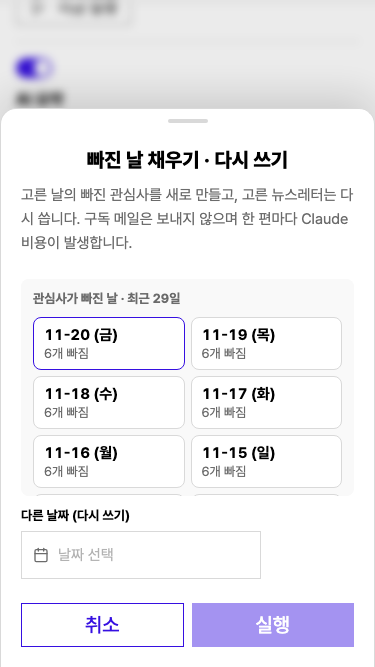 빠진 날 채우기 · 다시 쓰기
고른 날의 빠진 관심사를 새로 만들고, 고른 뉴스레터는 다
시 씁니다. 구독 메일은 보내지 않으며 한 편마다 Claude
비용이 발생합니다.
관심사가 빠진 날 · 최근 29일
11-20 (금)
6개 빠짐
11-19 (목)
6개 빠짐
11-18 (수)
6개 빠짐
11-17 (화)
6개 빠짐
11-16 (월)
6개 빠짐
11-15 (일)
6개 빠짐
다른 날짜 (다시 쓰기)
날짜 선택
취소
실행